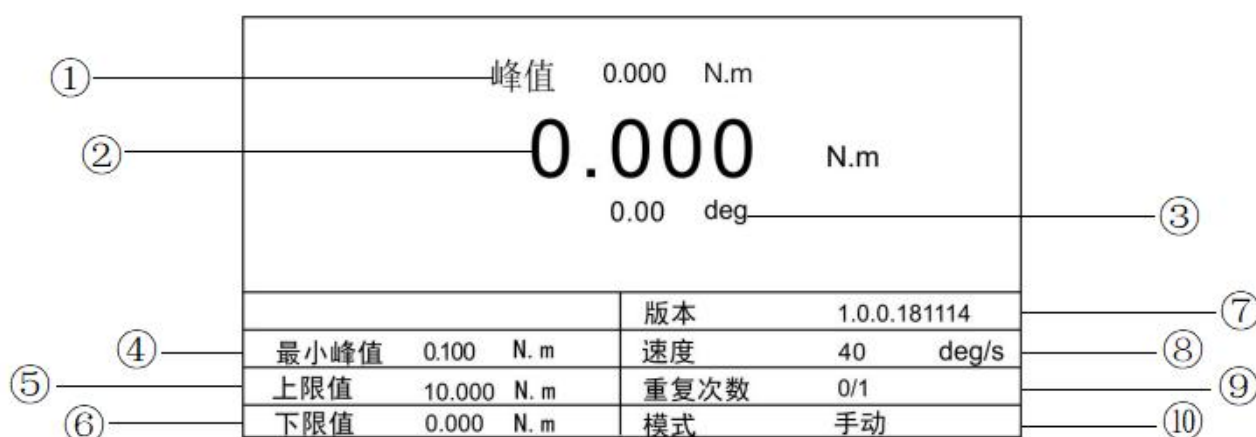 ① 峰值 0.000 N.m
② 0.000 N.m
0.00 deg ③
版本 1.0.0.181114 ⑦
④ 最小峰值 0.100 N.m 速度 40 deg/s ⑧
⑤ 上限值 10.000 N.m 重复次数 0/1 ⑨
⑥ 下限值 0.000 N.m 模式 手动 ⑩